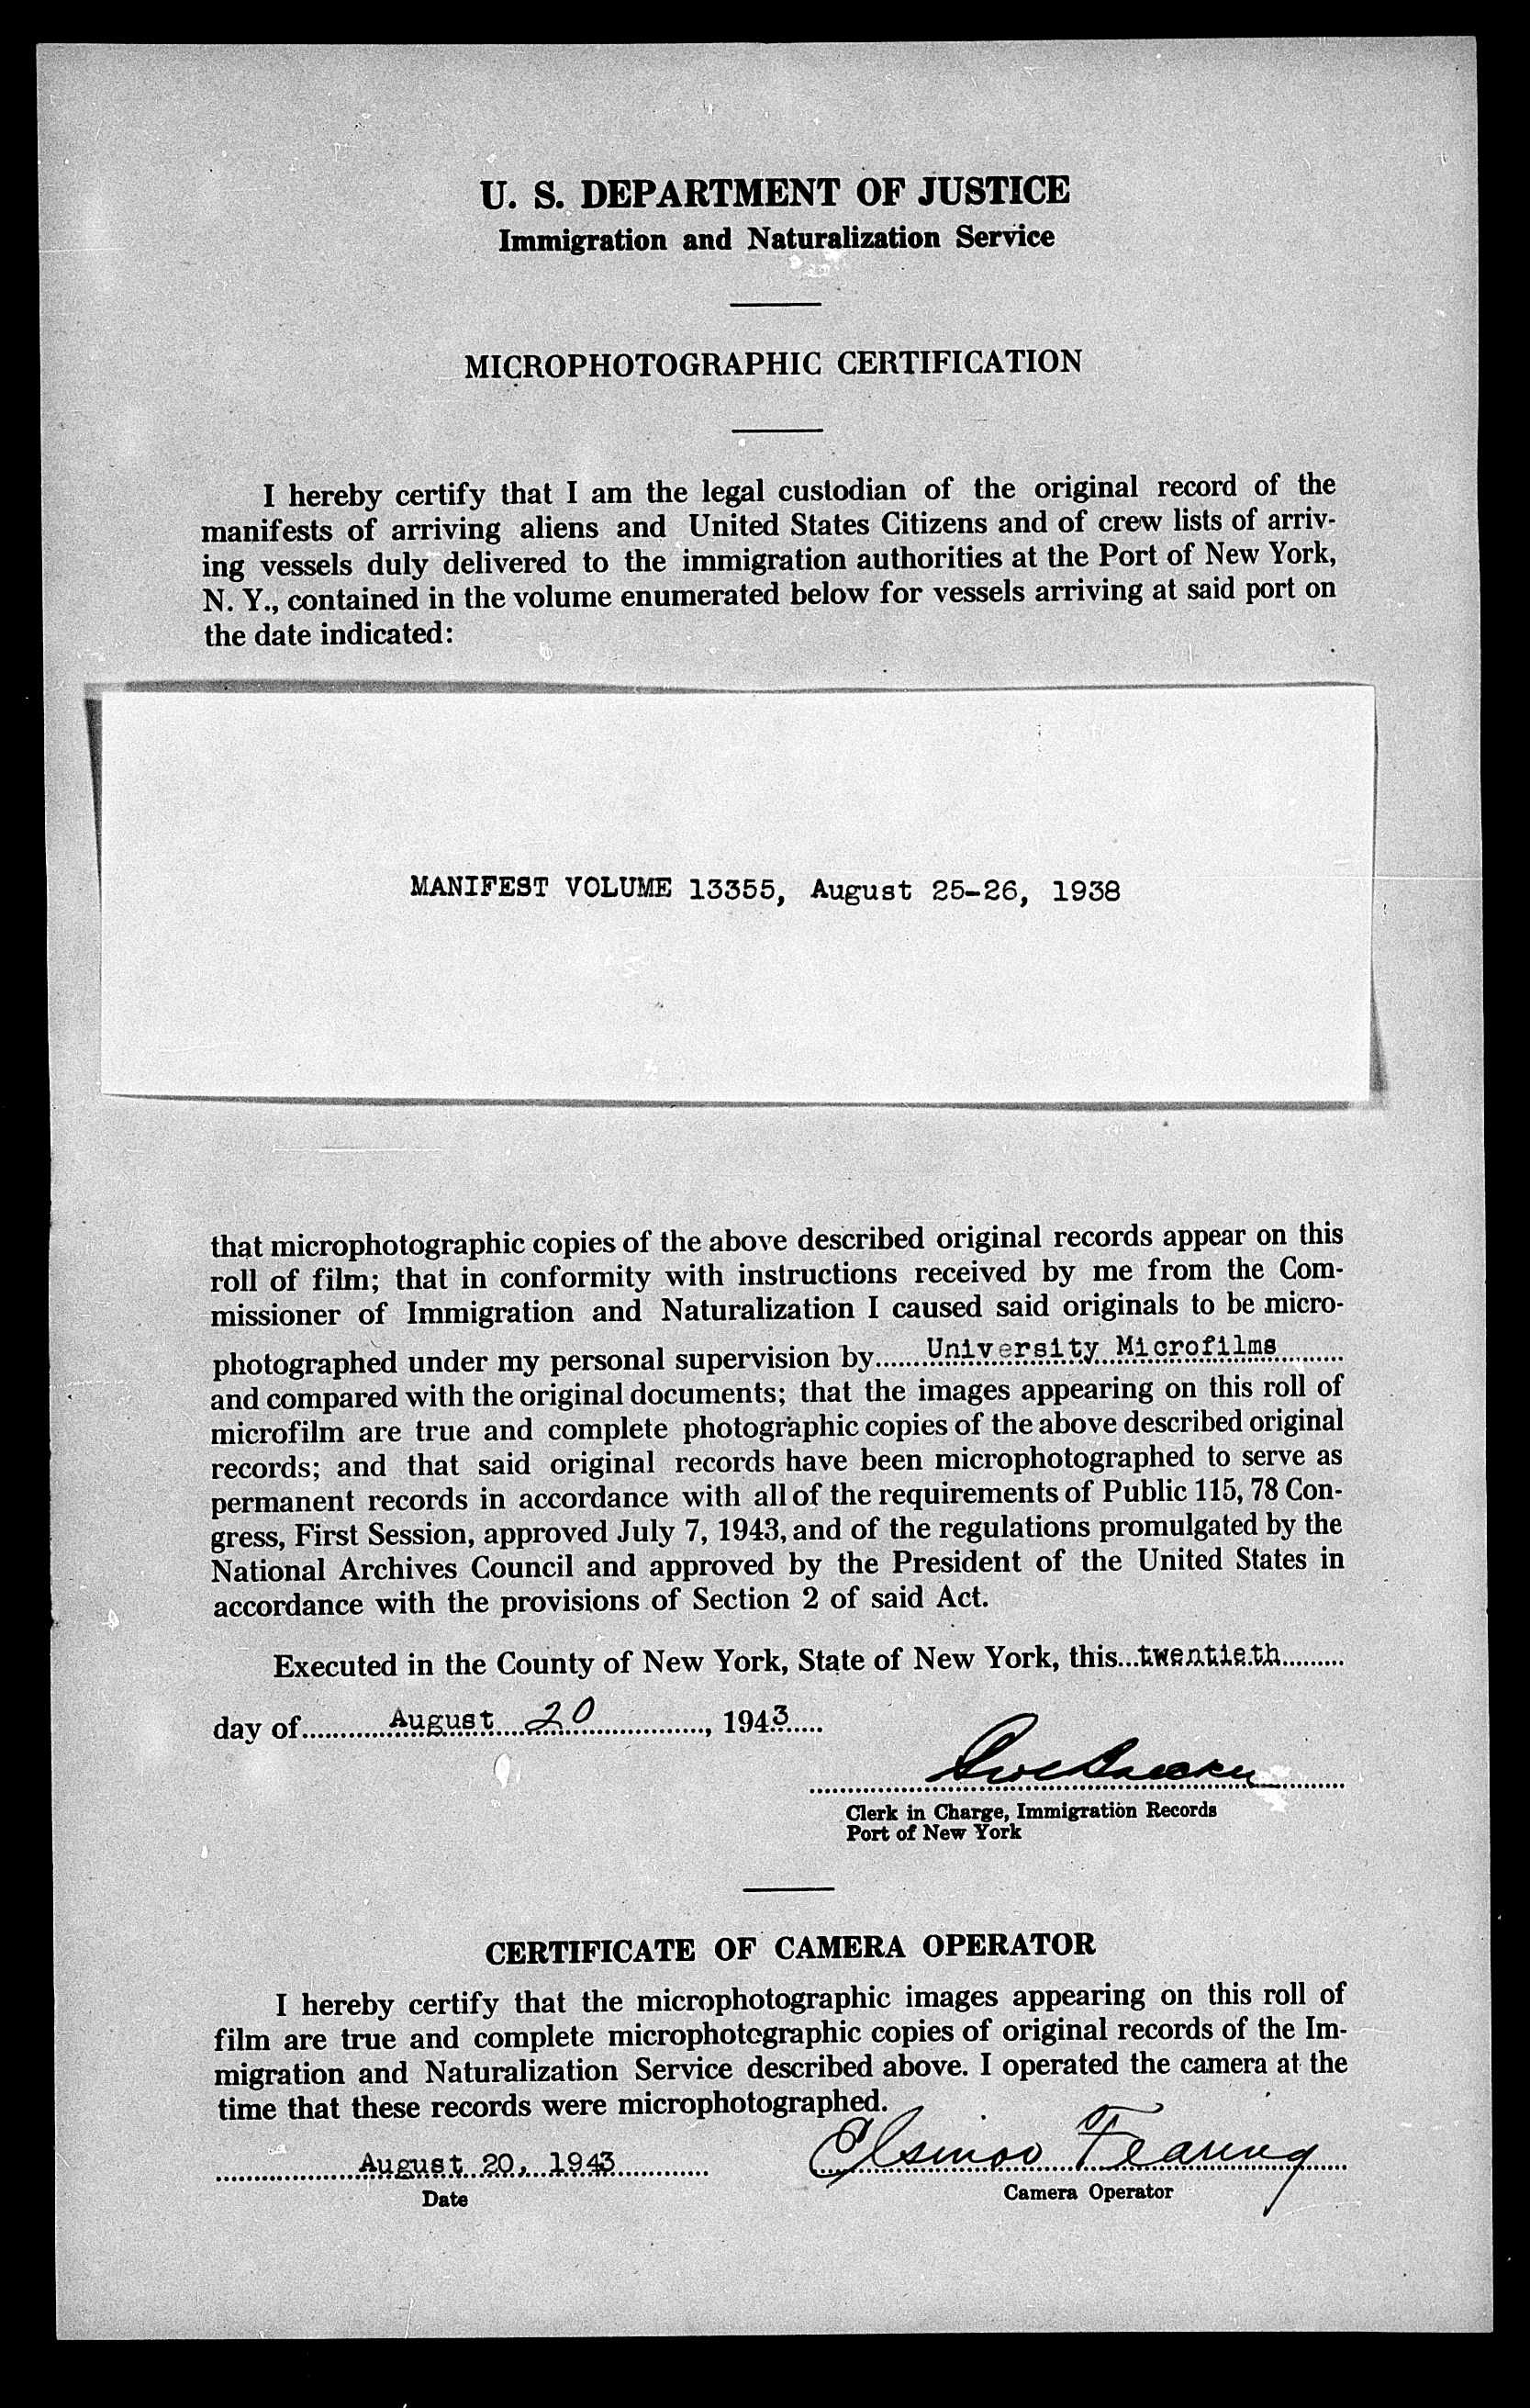 U. S. DEPARTMENT OF JUSTICE
Immigration and Naturalization Service
MICROPHOTOGRAPHIC CERTIFICATION
I hereby certify that I am the legal custodian of the original record of the
manifests of arriving aliens and United States Citizens and of crew lists of arriv-
ing vessels duly delivered to the immigration authorities at the Port of New York,
N. Y., contained in the volume enumerated below for vessels arriving at said port on
the date indicated:
MANIFEST VOLUME 13355, August 25-26, 1938
that microphotographic copies of the above described original records appear on this
roll of film; that in conformity with instructions received by me from the Com-
missioner of Immigration and Naturalization I caused said originals to be micro-
photographed under my personal supervision by......University Microfilms......
and compared with the original documents; that the images appearing on this roll of
microfilm are true and complete photographic copies of the above described original
records; and that said original records have been microphotographed to serve as
permanent records in accordance with all of the requirements of Public 115, 78 Con-
gress, First Session, approved July 7, 1943, and of the regulations promulgated by the
National Archives Council and approved by the President of the United States in
accordance with the provisions of Section 2 of said Act.
Executed in the County of New York, State of New York, this...twentieth.........
day of...........August....20..............., 1943.....
Clerk in Charge, Immigration Records
Port of New York
CERTIFICATE OF CAMERA OPERATOR
I hereby certify that the microphotographic images appearing on this roll of
film are true and complete microphotographic copies of original records of the Im-
migration and Naturalization Service described above. I operated the camera at the
time that these records were microphotographed.
..................August 20, 1943............ Fearing
Date
Camera Operator